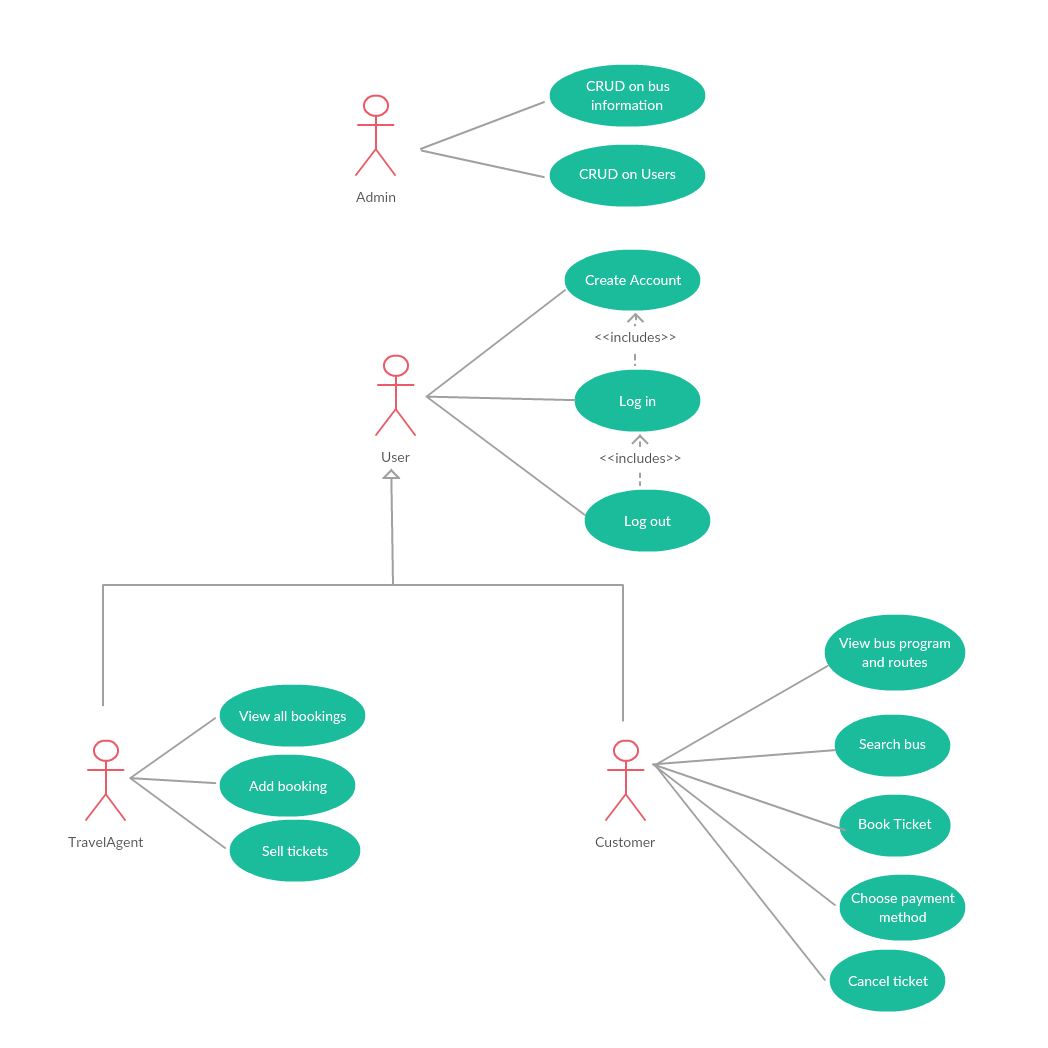 CRUD on bus
information
CRUD on Users
Admin
Create Account
<<includes>>
Log in
User
<<includes>>
Log out
View bus program
and routes
View all bookings
Search bus
Add booking
Book Ticket
TravelAgent
Sell tickets
Customer
Choose payment
method
Cancel ticket